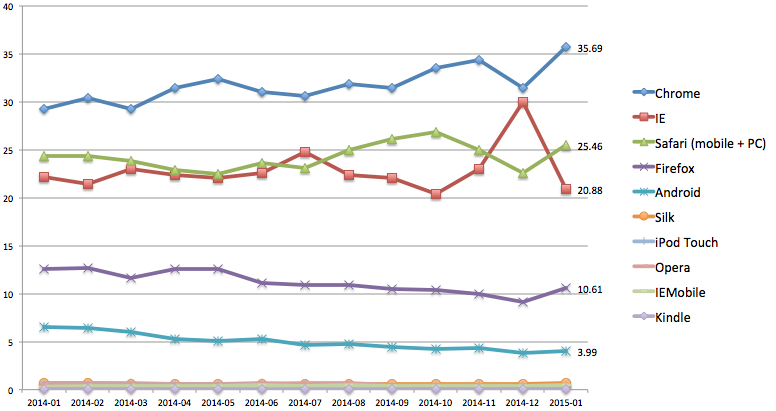 40
35
30
25
20
15
10
5
0
35.69
25.46
20.88
10.61
3.99
2014-01 2014-02 2014-03 2014-04 2014-05 2014-06 2014-07 2014-08 2014-09 2014-10 2014-11 2014-12 2015-01
Chrome
IE
Safari (mobile + PC)
Firefox
Android
Silk
iPod Touch
Opera
IEMobile
Kindle